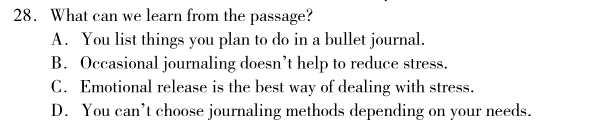 28. What can we learn from the passage?
A. You list things you plan to do in a bullet journal.
B. Occasional journaling doesn't help to reduce stress.
C. Emotional release is the best way of dealing with stress.
D. You can't choose journaling methods depending on your needs.